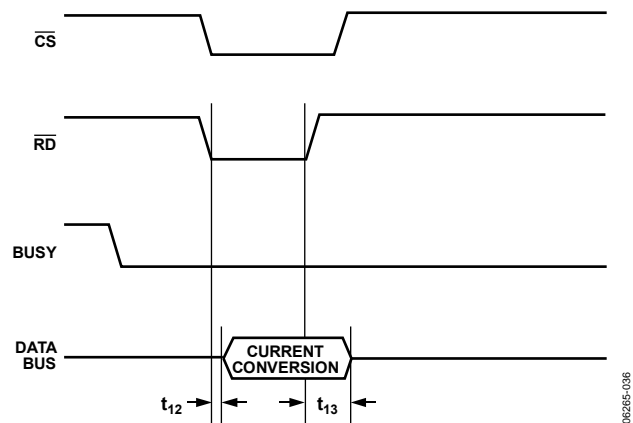 CS
RD
BUSY
DATA
BUS
CURRENT
CONVERSION
t12
t13
06265-036